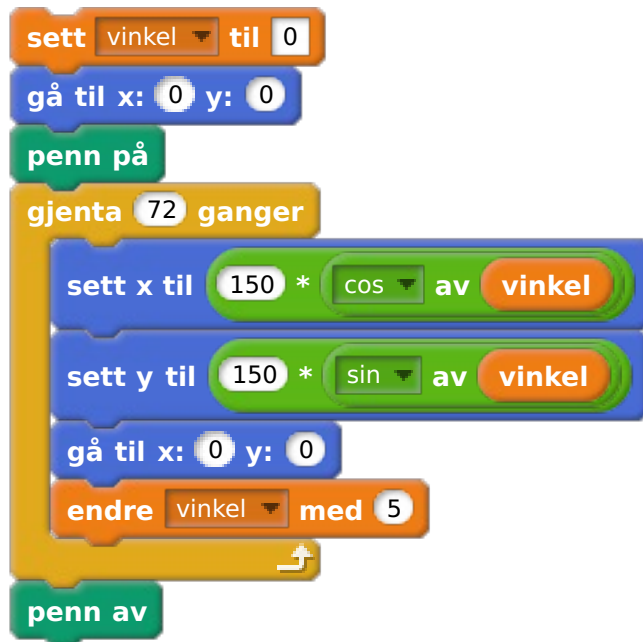 sett vinkel til 0
gå til x: 0 y: 0
penn på
gjenta 72 ganger
sett x til 150 * cos av vinkel
sett y til 150 * sin av vinkel
gå til x: 0 y: 0
endre vinkel med 5
penn av